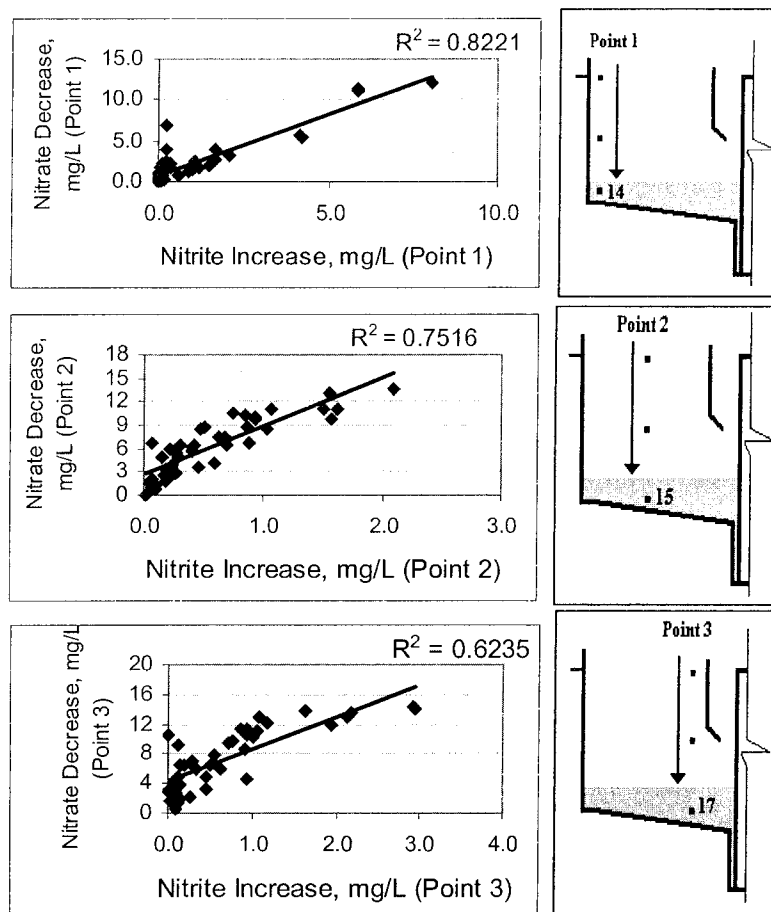 R² = 0.8221
Nitrate Decrease,
mg/L (Point 1)
15.0
10.0
5.0
0.0
0.0
5.0
10.0
Nitrite Increase, mg/L (Point 1)
Point 1
14
R² = 0.7516
Nitrate Decrease,
mg/L (Point 2)
18
15
12
9
6
3
0
0.0
1.0
2.0
3.0
Nitrite Increase, mg/L (Point 2)
Point 2
15
R² = 0.6235
Nitrate Decrease, mg/L
(Point 3)
20
16
12
8
4
0
0.0
1.0
2.0
3.0
4.0
Nitrite Increase, mg/L (Point 3)
Point 3
17